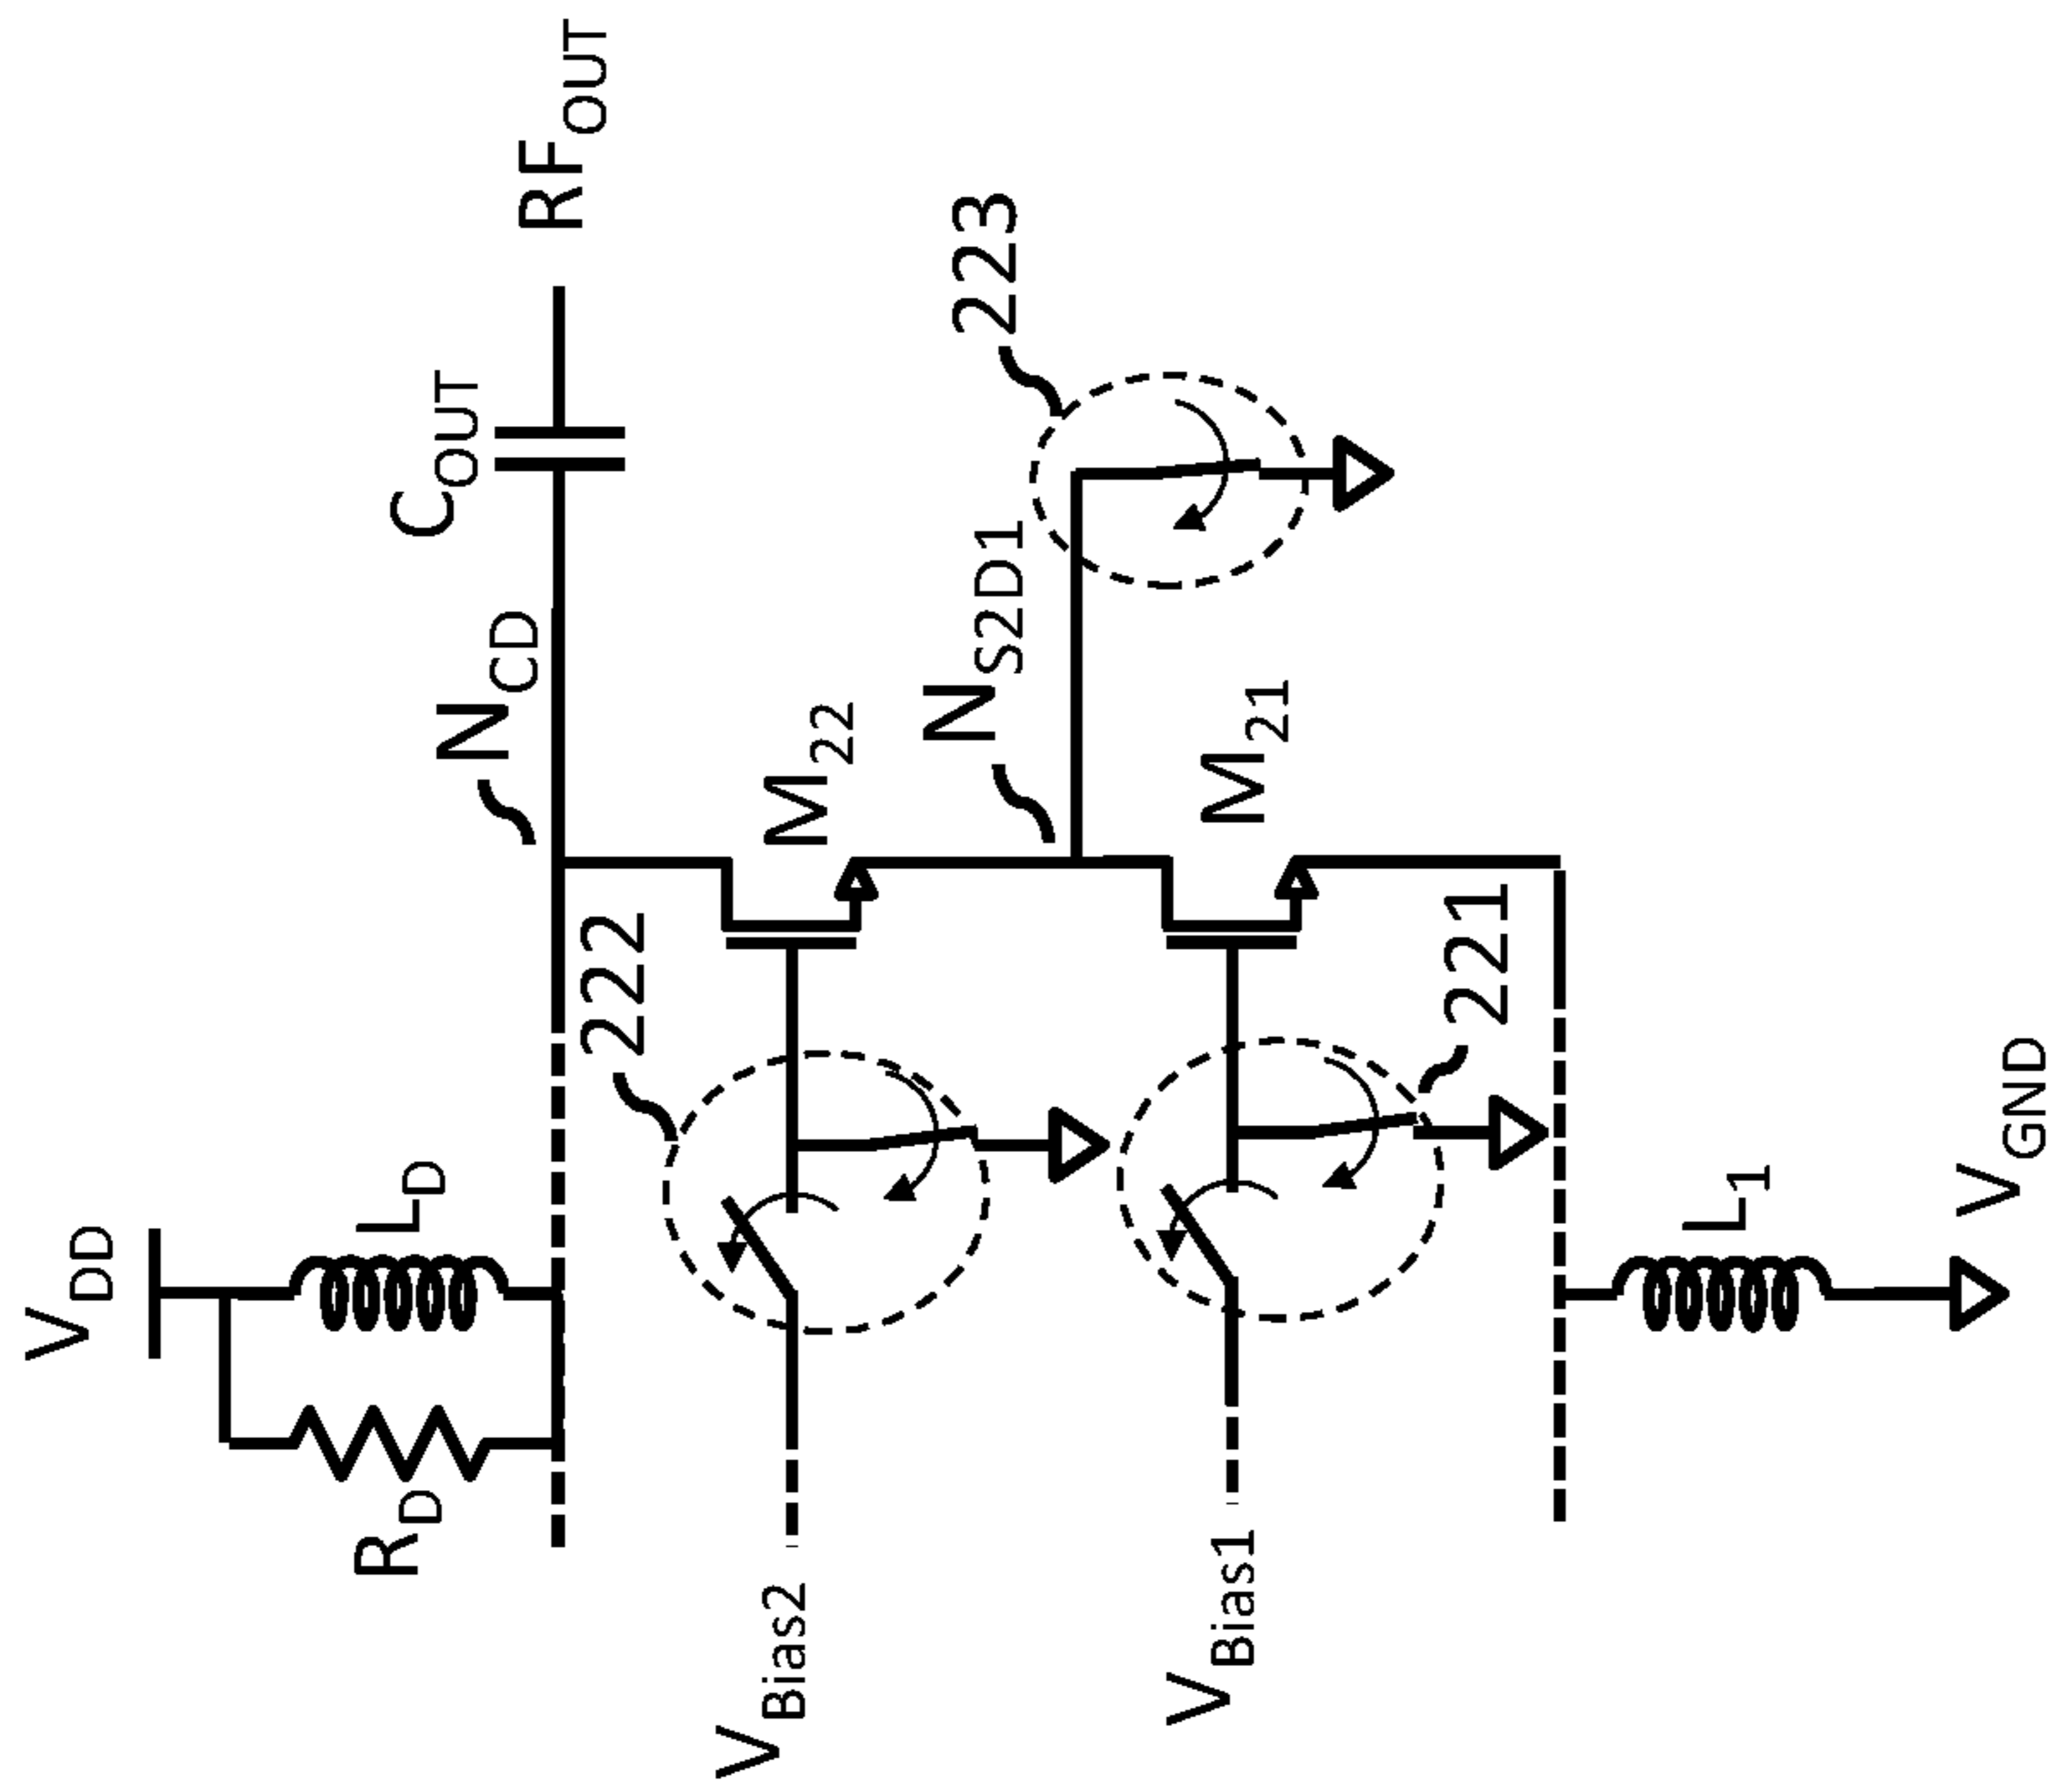 V_DD
R_D
L_D
N_CD
C_OUT
RF_OUT
222
M_22
V_Bias2
N_S2D1
223
M_21
221
V_Bias1
L_1
V_GND